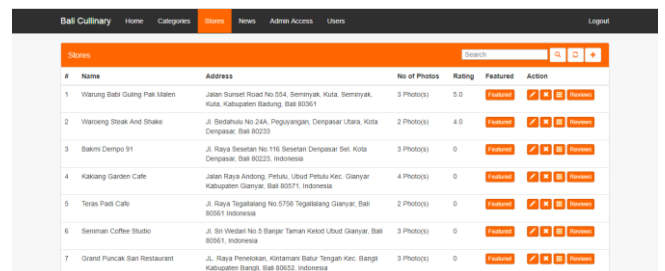 Bali Cullinary Home Categories Stores News Admin Access Users Logout
Stores Search
# Name Address No of Photos Rating Featured Action
1 Warung Babi Guling Pak Malen Jalan Sunset Road No.554, Seminyak, Kuta, Seminyak, 3 Photo(s) 5.0 Featured Reviews
Kuta, Kabupaten Badung, Bali 80361
2 Waroeng Steak And Shake Jl. Bedahulu No.24A, Peguyangan, Denpasar Utara, Kota 2 Photo(s) 4.0 Featured Reviews
Denpasar, Bali 80233
3 Bakmi Dempo 91 Jl. Raya Sesetan No.116 Sesetan Denpasar Sel. Kota 3 Photo(s) 0 Featured Reviews
Denpasar, Bali 80223, Indonesia
4 Kakiang Garden Cafe Jalan Raya Andong, Petulu, Ubud Petulu Kec. Gianyar 4 Photo(s) 0 Featured Reviews
Kabupaten Gianyar, Bali 80571, Indonesia
5 Teras Padi Cafe Jl. Raya Tegallalang No.5756 Tegallalang Gianyar, Bali 2 Photo(s) 0 Featured Reviews
80561 Indonesia
6 Seniman Coffee Studio Jl. Sri Wedari No.5 Banjar Taman Kelod Ubud Gianyar, Bali 3 Photo(s) 0 Featured Reviews
80561, Indonesia
7 Grand Puncak Sari Restaurant JL. Raya Penelokan, Kintamani Batur Tengah Kec. Bangli 3 Photo(s) 0 Featured Reviews
Kabupaten Bangli, Bali 80652, Indonesia